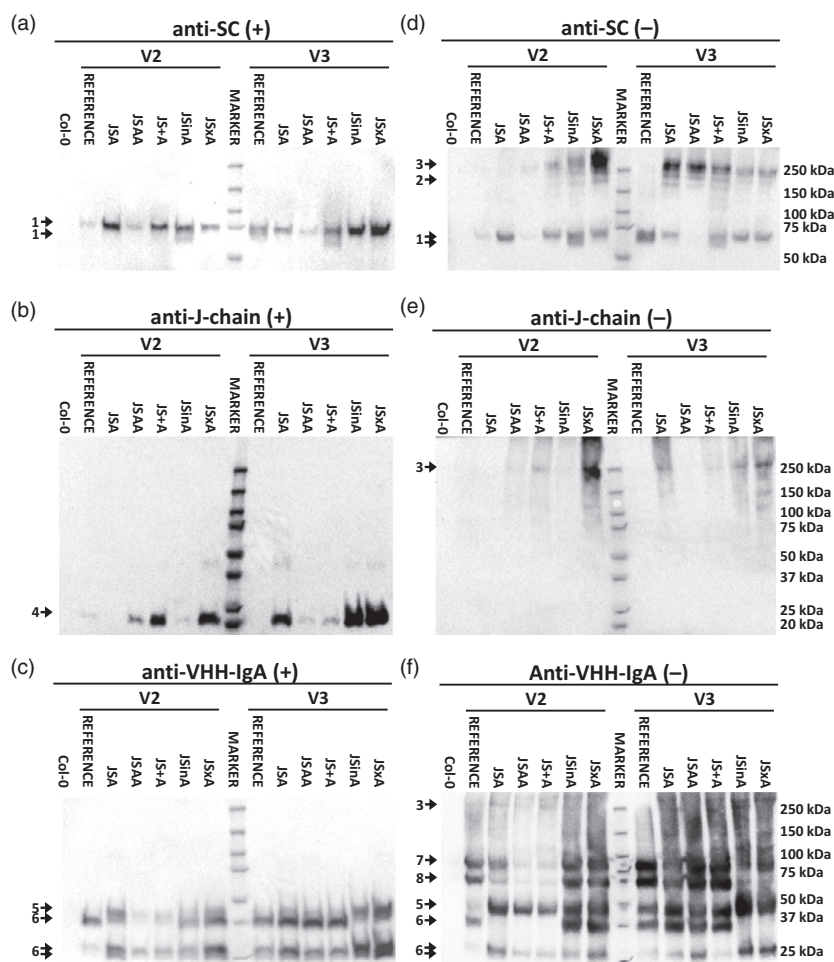 (a)
anti-SC (+)
V2
V3
Col-0
REFERENCE
JSA
JSAA
JS+A
JSinA
JSxA
MARKER
REFERENCE
JSA
JSAA
JS+A
JSinA
JSxA
1
1
(d)
anti-SC (–)
V2
V3
Col-0
REFERENCE
JSA
JSAA
JS+A
JSinA
JSxA
MARKER
REFERENCE
JSA
JSAA
JS+A
JSinA
JSxA
3
2
1
250 kDa
150 kDa
100 kDa
75 kDa
50 kDa
(b)
anti-J-chain (+)
V2
V3
Col-0
REFERENCE
JSA
JSAA
JS+A
JSinA
JSxA
MARKER
REFERENCE
JSA
JSAA
JS+A
JSinA
JSxA
4
(e)
anti-J-chain (–)
V2
V3
Col-0
REFERENCE
JSA
JSAA
JS+A
JSinA
JSxA
MARKER
REFERENCE
JSA
JSAA
JS+A
JSinA
JSxA
3
250 kDa
150 kDa
100 kDa
75 kDa
50 kDa
37 kDa
25 kDa
20 kDa
(c)
anti-VHH-IgA (+)
V2
V3
Col-0
REFERENCE
JSA
JSAA
JS+A
JSinA
JSxA
MARKER
REFERENCE
JSA
JSAA
JS+A
JSinA
JSxA
5
6
6
(f)
Anti-VHH-IgA (–)
V2
V3
Col-0
REFERENCE
JSA
JSAA
JS+A
JSinA
JSxA
MARKER
REFERENCE
JSA
JSAA
JS+A
JSinA
JSxA
3
7
8
5
6
6
250 kDa
150 kDa
100 kDa
75 kDa
50 kDa
37 kDa
25 kDa